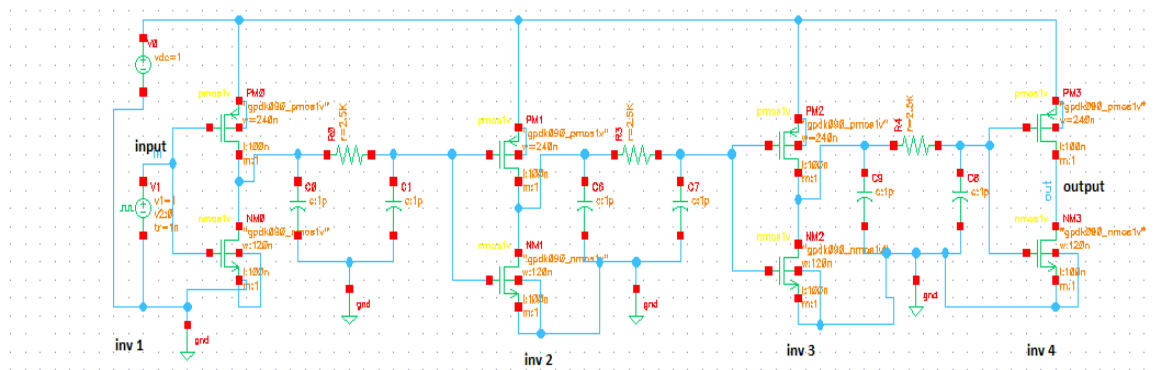 V0
vdc=1
input
V1
v1=1
v2:0
tr=1n
pmos1v
PM0
"gpdk090_pmos1v"
w=240n
l:100n
m:1
nmos1v
NM0
"gpdk090_nmos1v"
w:120n
l:100n
m:1
gnd
inv 1
R0
r=2.5K
C0
c:1p
C1
c:1p
gnd
pmos1v
PM1
"gpdk090_pmos1v"
w=240n
l:100n
m:1
NM1
"gpdk090_nmos1v"
w:120n
l:100n
m:1
inv 2
R3
r=2.5K
C6
c:1p
C7
c:1p
gnd
pmos1v
PM2
"gpdk090_pmos1v"
w=240n
l:100n
m:1
nmos1v
NM2
"gpdk090_nmos1v"
w:120n
l:100n
m:1
inv 3
R4
r=2.5K
C9
c:1p
C8
c:1p
gnd
pmos1v
PM3
"gpdk090_pmos1v"
w=240n
l:100n
m:1
out
output
nmos1v
NM3
"gpdk090_nmos1v"
w:120n
l:100n
m:1
inv 4